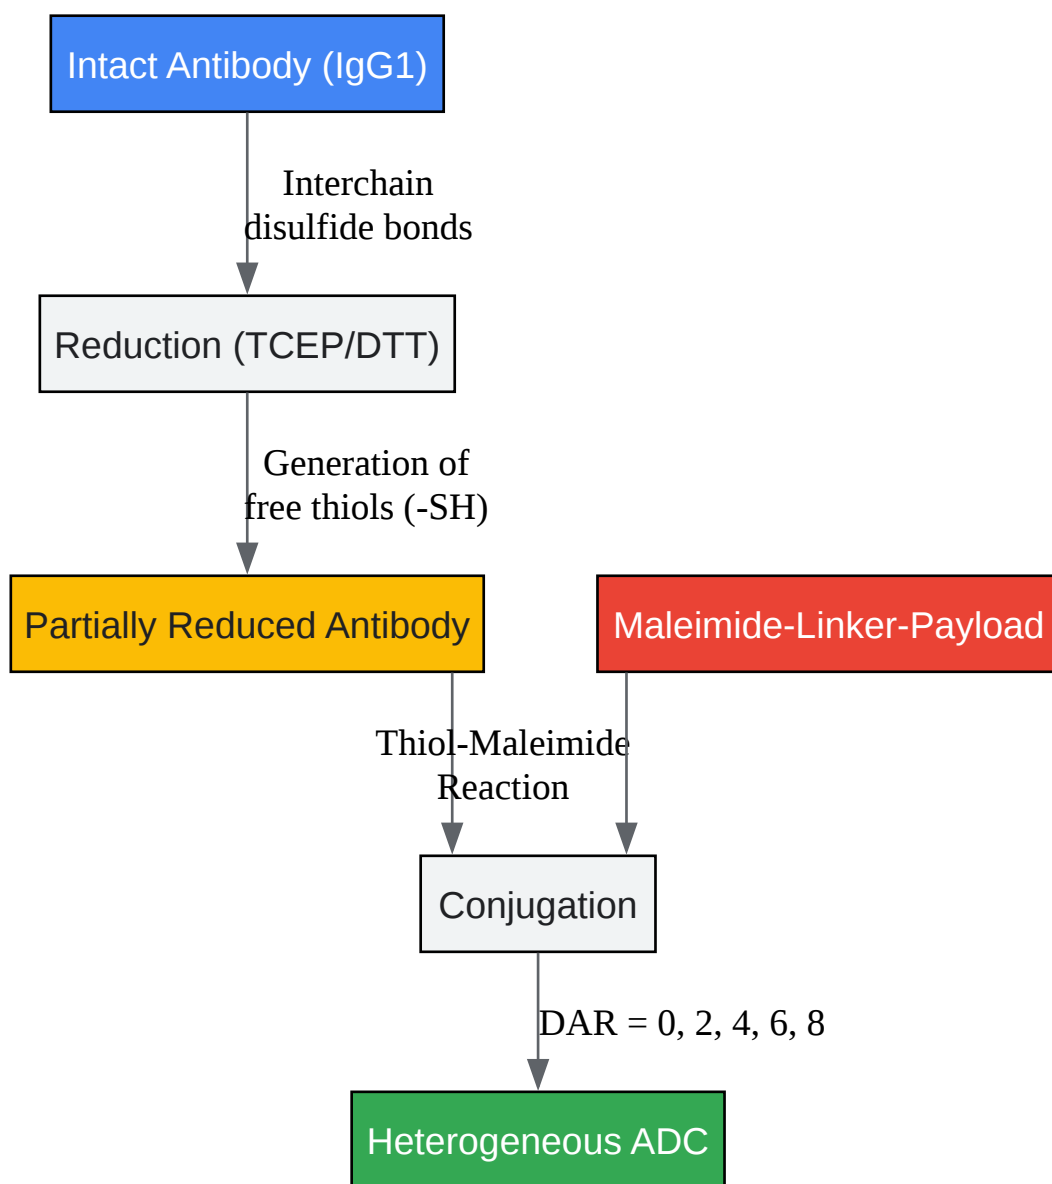 Intact Antibody (IgG1)
Interchain
disulfide bonds
Reduction (TCEP/DTT)
Generation of
free thiols (-SH)
Partially Reduced Antibody
Maleimide-Linker-Payload
Thiol-Maleimide
Reaction
Conjugation
DAR = 0, 2, 4, 6, 8
Heterogeneous ADC